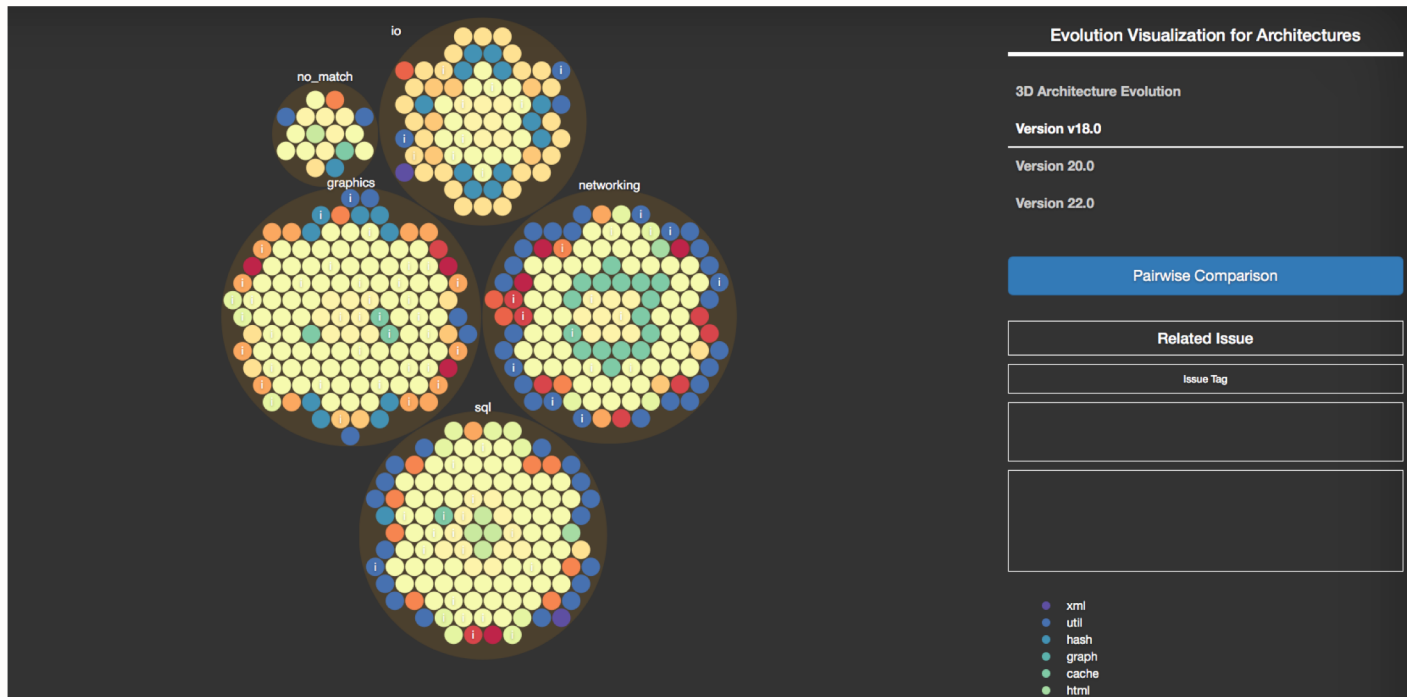 Evolution Visualization for Architectures
3D Architecture Evolution
Version v18.0
Version 20.0
Version 22.0
Pairwise Comparison
Related Issue
Issue Tag
io
no_match
graphics
networking
sql
xml
util
hash
graph
cache
html